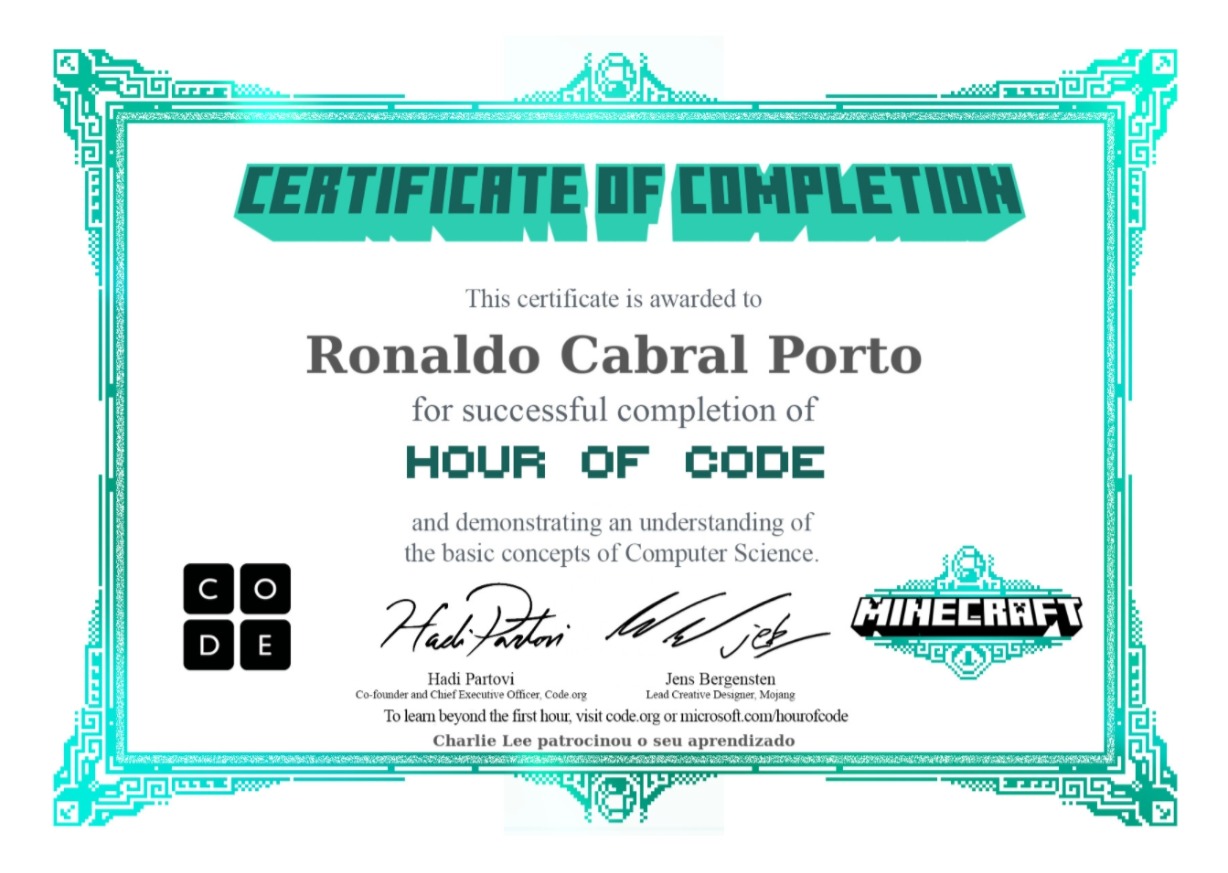 CERTIFICATE OF COMPLETION
This certificate is awarded to
Ronaldo Cabral Porto
for successful completion of
HOUR OF CODE
and demonstrating an understanding of
the basic concepts of Computer Science.
C O
D E
Hadi Partovi
jeb
MINECRAFT
Hadi Partovi
Co-founder and Chief Executive Officer, Code.org
Jens Bergensten
Lead Creative Designer, Mojang
To learn beyond the first hour, visit code.org or microsoft.com/hourofcode
Charlie Lee patrocinou o seu aprendizado